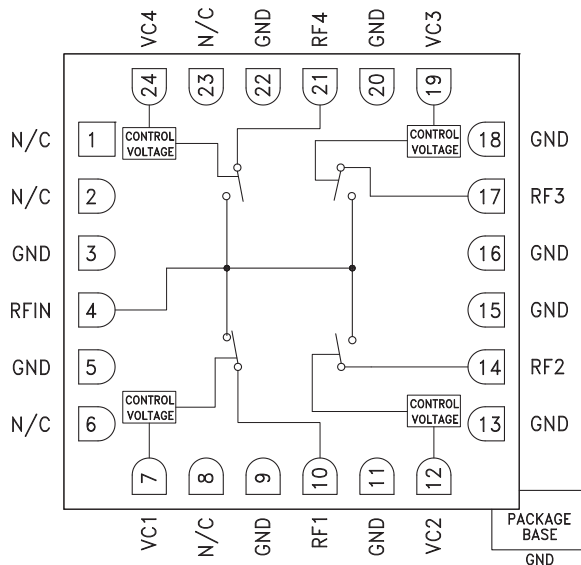 VC4
N/C
GND
RF4
GND
VC3
24
23
22
21
20
19
N/C
1
CONTROL
VOLTAGE
CONTROL
VOLTAGE
18
GND
N/C
2
17
RF3
GND
3
16
GND
RFIN
4
15
GND
GND
5
14
RF2
N/C
6
CONTROL
VOLTAGE
CONTROL
VOLTAGE
13
GND
7
8
9
10
11
12
VC1
N/C
GND
RF1
GND
VC2
PACKAGE
BASE
GND